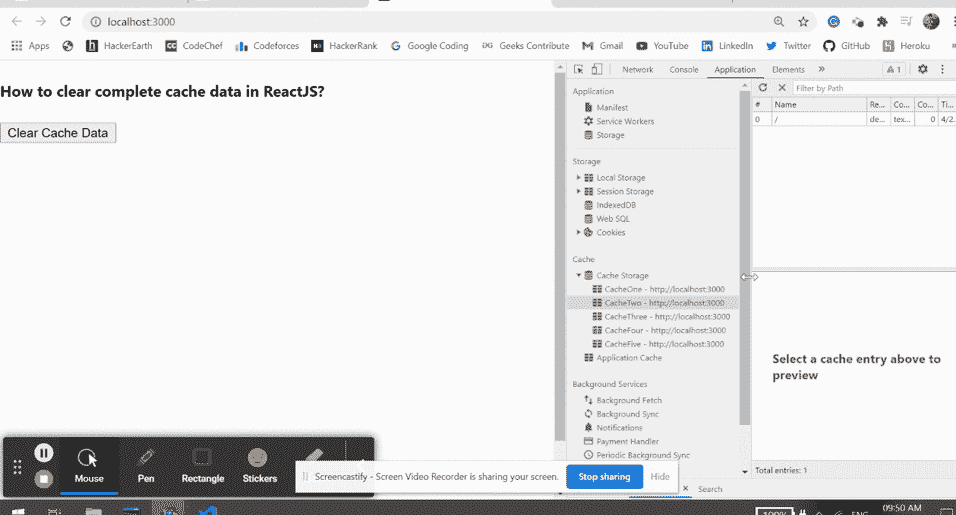 localhost:3000
Apps HackerEarth CodeChef Codeforces HackerRank Google Coding Geeks Contribute Gmail YouTube LinkedIn Twitter GitHub Heroku
How to clear complete cache data in ReactJS?
Clear Cache Data
Network Console Application Elements » 1
Application
Manifest
Service Workers
Storage
Storage
Local Storage
Session Storage
IndexedDB
Web SQL
Cookies
Cache
Cache Storage
CacheOne - http://localhost:3000
CacheTwo - http://localhost:3000
CacheThree - http://localhost:3000
CacheFour - http://localhost:3000
CacheFive - http://localhost:3000
Application Cache
Background Services
Background Fetch
Background Sync
Notifications
Payment Handler
Periodic Background Sync
Filter by Path
# Name Re... Co... Co... Ti...
0 / de... tex... 0 4/2...
Select a cache entry above to
preview
Total entries: 1
Mouse Pen Rectangle Stickers
Screencastify - Screen Video Recorder is sharing your screen. Stop sharing Hide
Search
100% ENG 09:50 AM